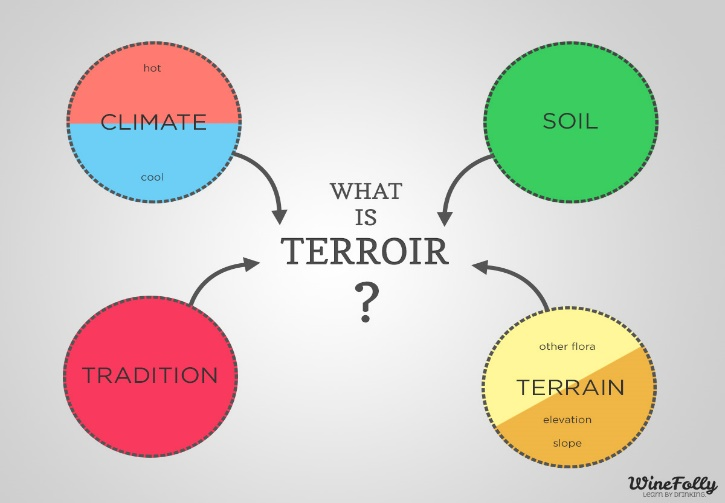 hot
CLIMATE
cool
SOIL
WHAT
IS
TERROIR
?
TRADITION
other flora
TERRAIN
elevation
slope
WineFolly
LEARN BY DRINKING.